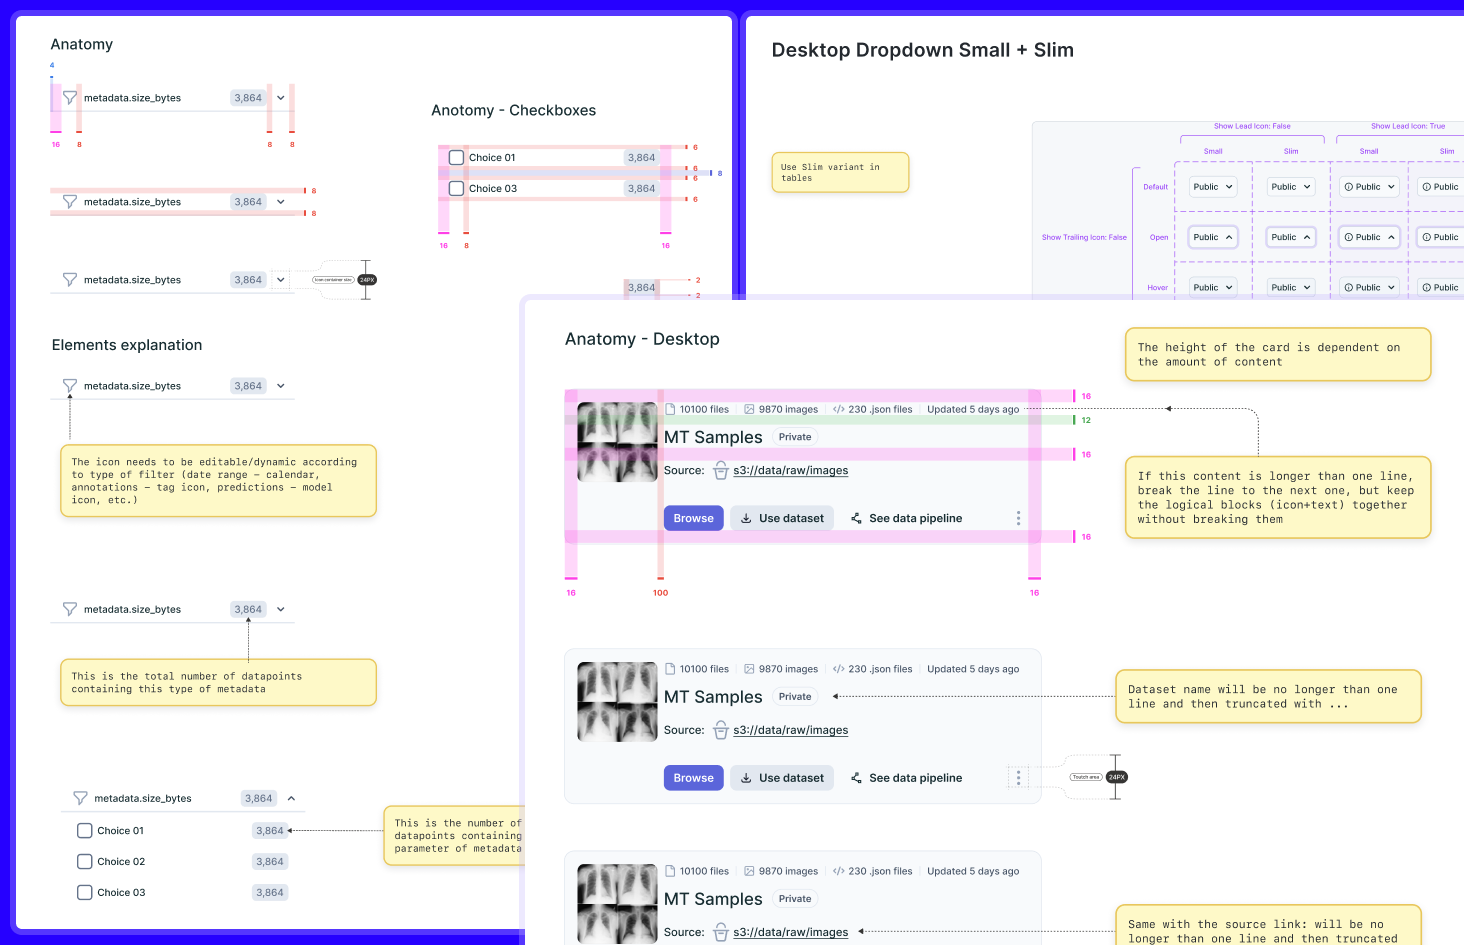 Anatomy
4
metadata.size_bytes 3,864
16 8 8 8
metadata.size_bytes 3,864
8
8
metadata.size_bytes 3,864
Icon container size 24PX
Anotomy - Checkboxes
Choice 01 3,864
6
6
8
6
Choice 03 3,864
6
16 8 16
3,864
2
2
Elements explanation
metadata.size_bytes 3,864
The icon needs to be editable/dynamic according
to type of filter (date range – calendar,
annotations – tag icon, predictions – model
icon, etc.)
metadata.size_bytes 3,864
This is the total number of datapoints
containing this type of metadata
metadata.size_bytes 3,864
Choice 01 3,864
Choice 02 3,864
Choice 03 3,864
This is the number of
datapoints containing
parameter of metadata
Desktop Dropdown Small + Slim
Use Slim variant in
tables
Show Lead Icon: False Show Lead Icon: True
Small Slim Small Slim
Default Public Public Public Public
Show Trailing Icon: False
Open Public Public Public Public
Hover Public Public Public Public
Anatomy - Desktop
The height of the card is dependent on
the amount of content
10100 files 9870 images 230 .json files Updated 5 days ago
MT Samples Private
Source: s3://data/raw/images
Browse Use dataset See data pipeline
16
12
16
16
16 100 16
If this content is longer than one line,
break the line to the next one, but keep
the logical blocks (icon+text) together
without breaking them
10100 files 9870 images 230 .json files Updated 5 days ago
MT Samples Private
Source: s3://data/raw/images
Browse Use dataset See data pipeline
Dataset name will be no longer than one
line and then truncated with ...
Toutch area 24PX
10100 files 9870 images 230 .json files Updated 5 days ago
MT Samples Private
Source: s3://data/raw/images
Same with the source link: will be no
longer than one line and then truncated